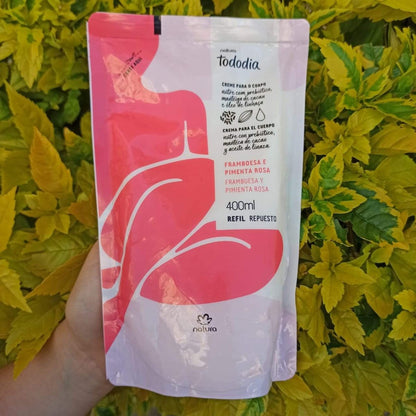 natura
tododia
CREME PARA O CORPO
nutre com prebiótico,
manteiga de cacau
e óleo de linhaça
CREMA PARA EL CUERPO
nutre con prebiótico,
manteca de cacao
y aceite de linaza
FRAMBOESA E
PIMENTA ROSA
FRAMBUESA Y
PIMIENTA ROSA
400ml
REFIL REPUESTO
natura